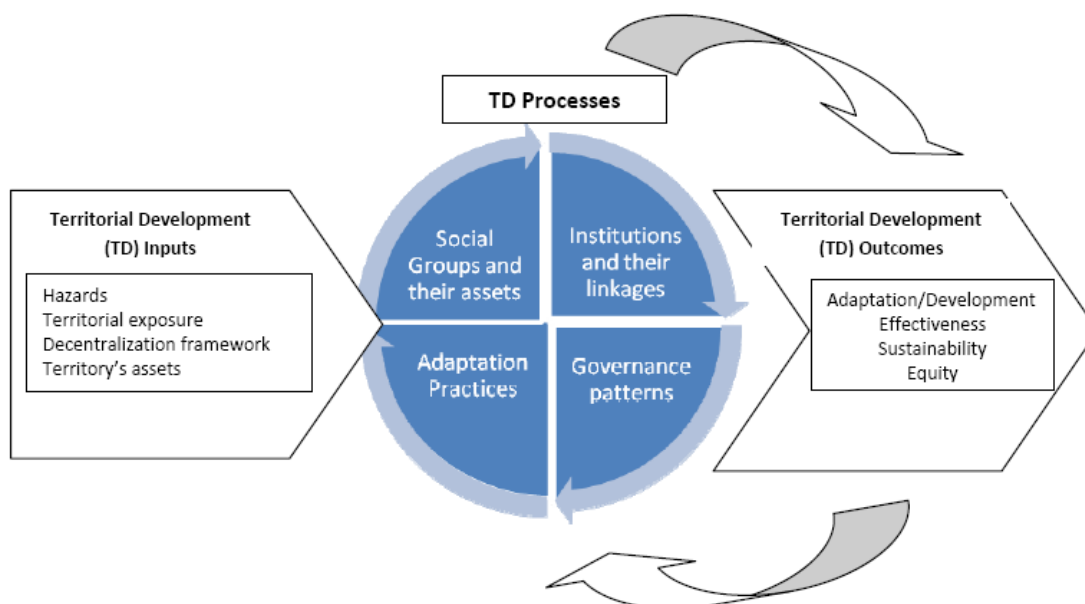 TD Processes
Territorial Development
(TD) Inputs
Hazards
Territorial exposure
Decentralization framework
Territory’s assets
Social
Groups and
their assets
Institutions
and their
linkages
Adaptation
Practices
Governance
patterns
Territorial Development
(TD) Outcomes
Adaptation/Development
Effectiveness
Sustainability
Equity